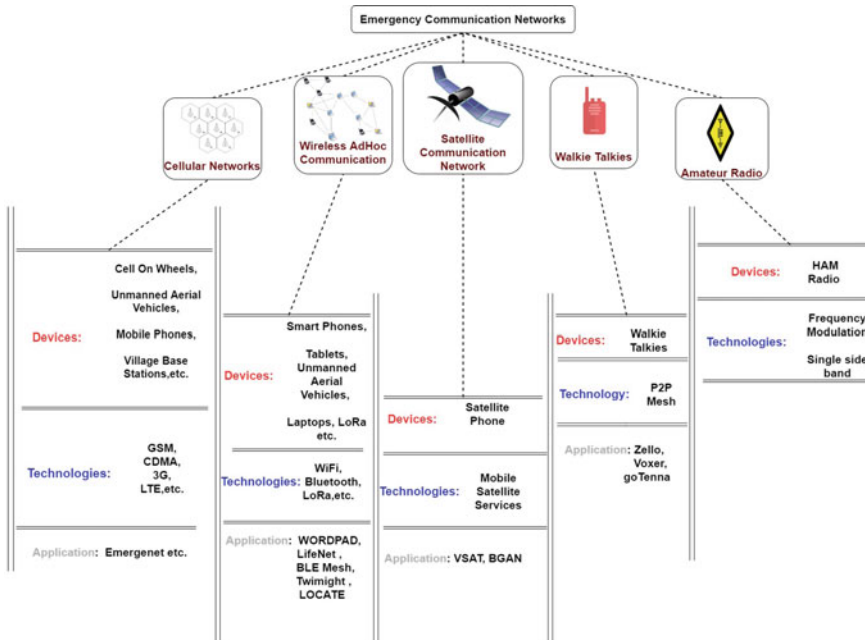 Emergency Communication Networks
Cellular Networks
Wireless AdHoc
Communication
Satellite
Communication
Network
Walkie Talkies
Amateur Radio
Devices:
Cell On Wheels,
Unmanned Aerial
Vehicles,
Mobile Phones,
Village Base
Stations,etc.
Technologies:
GSM,
CDMA,
3G,
LTE,etc.
Application: Emergenet etc.
Devices:
Smart Phones,
Tablets,
Unmanned
Aerial
Vehicles,
Laptops, LoRa
etc.
Technologies:
WiFi,
Bluetooth,
LoRa,etc.
Application:
WORDPAD,
LifeNet ,
BLE Mesh,
Twimight ,
LOCATE
Devices:
Satellite
Phone
Technologies:
Mobile
Satellite
Services
Application: VSAT, BGAN
Devices:
Walkie
Talkies
Technology:
P2P
Mesh
Application: Zello,
Voxer,
goTenna
Devices:
HAM
Radio
Technologies:
Frequency
Modulation
Single side
band